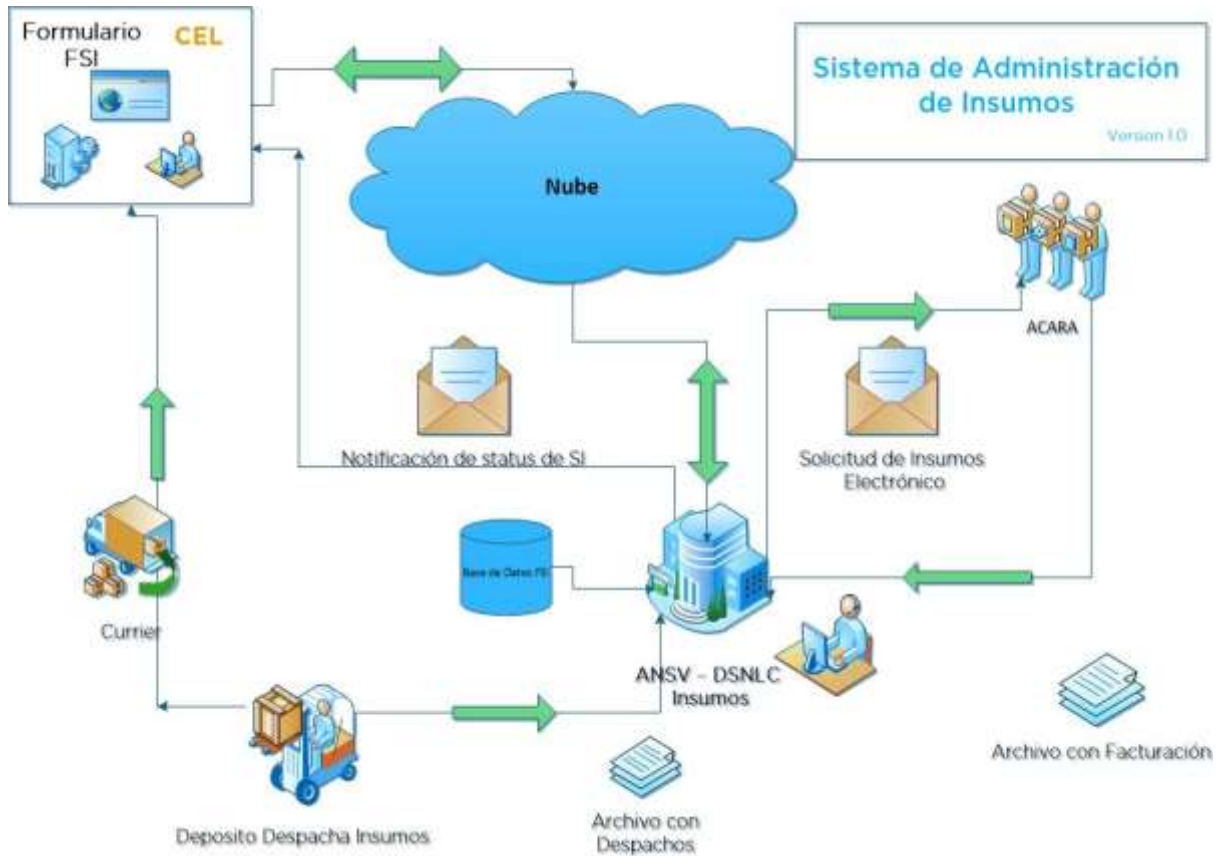 Formulario
FSI
CEL
Sistema de Administración
de Insumos
Version 1.0
Nube
ACARA
Notificación de status de SI
Solicitud de Insumos
Electrónico
Base de Datos FSI
Currier
ANSV – DSNLC
Insumos
Archivo con Facturación
Deposito Despacha Insumos
Archivo con
Despachos